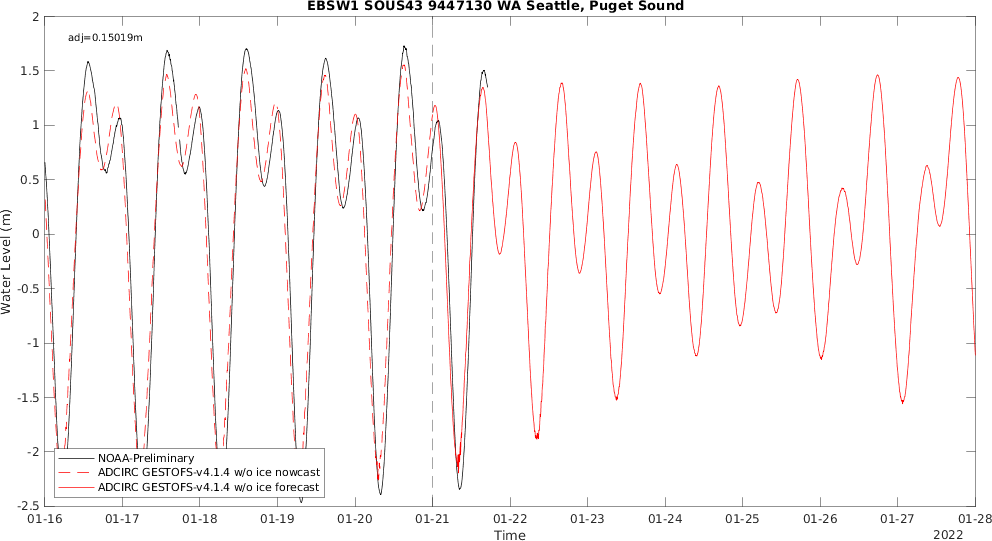 EBSW1 SOUS43 9447130 WA Seattle, Puget Sound
adj=0.15019m
2
1.5
1
0.5
0
-0.5
-1
-1.5
-2
-2.5
Water Level (m)
NOAA-Preliminary
ADCIRC GESTOFS-v4.1.4 w/o ice nowcast
ADCIRC GESTOFS-v4.1.4 w/o ice forecast
01-16 01-17 01-18 01-19 01-20 01-21 01-22 01-23 01-24 01-25 01-26 01-27 01-28
Time
2022